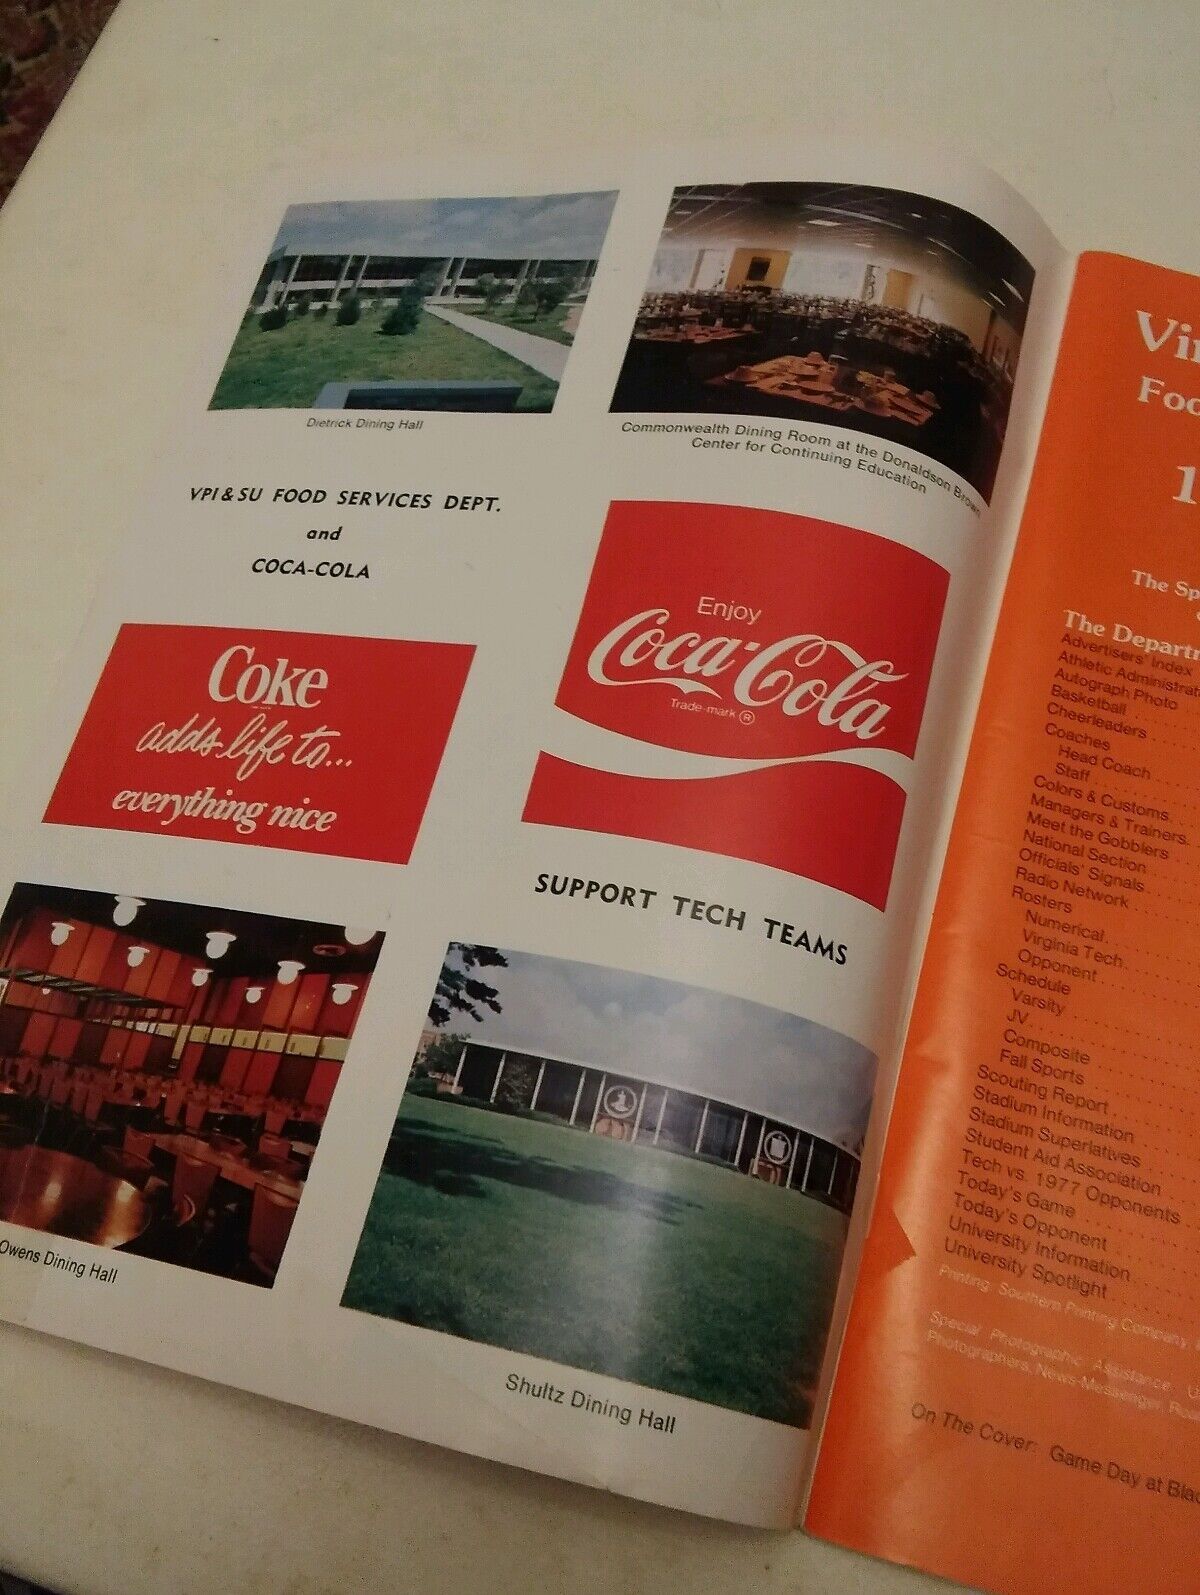 Dietrick Dining Hall
Commonwealth Dining Room at the Donaldson Brown
Center for Continuing Education
VPI & SU FOOD SERVICES DEPT.
and
COCA-COLA
Enjoy
Coca-Cola
Trade-mark ®
Coke
adds life to...
everything nice
SUPPORT TECH TEAMS
Owens Dining Hall
Shultz Dining Hall
The
The Departm
Advertisers' Index
Athletic Administrati
Autograph Photo
Basketball
Cheerleaders
Coaches
Head Coach
Staff
Colors & Customs
Managers & Trainers
Meet the Gobblers
National Section
Officials' Signals
Radio Network
Rosters
Numerical
Virginia Tech
Opponent
Schedule
Varsity
JV
Composite
Fall Sports
Scouting Report
Stadium Information
Stadium Superlatives
Student Aid Association
Tech vs. 1977 Opponents
Today's Game
Today's Opponent
University Information
University Spotlight
Printing: Southern Printing Company,
Special Photographic Assistance:
Photographers, News-Messenger,
On The Cover: Game Day at